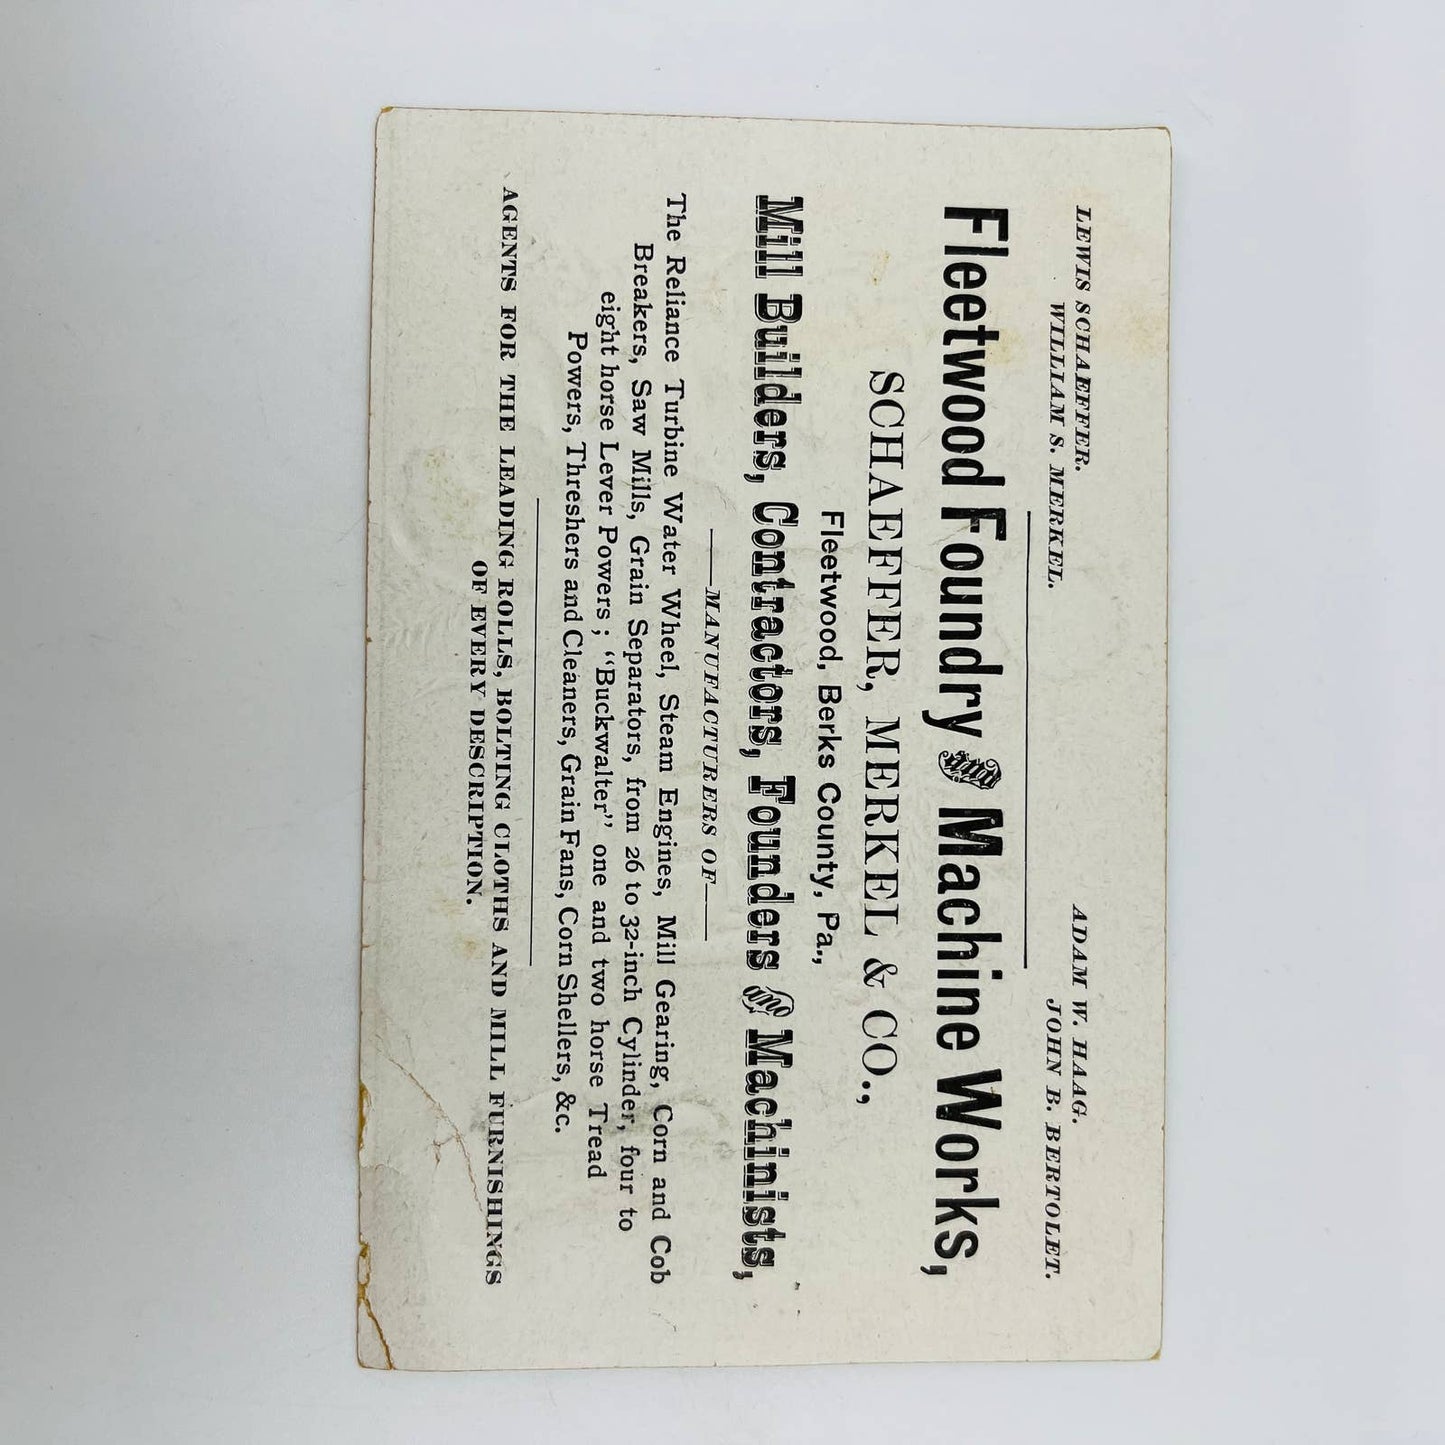 LEWIS SCHAEFFER.
WILLIAM S. MERKEL.
ADAM W. HAAG.
JOHN B. BERTOLET.
Fleetwood Foundry and Machine Works,
SCHAEFFER, MERKEL & CO.,
Fleetwood, Berks County, Pa.,
Mill Builders, Contractors, Founders and Machinists,
—MANUFACTURERS OF—
The Reliance Turbine Water Wheel, Steam Engines, Mill Gearing, Corn and Cob
Breakers, Saw Mills, Grain Separators, from 26 to 32-inch Cylinder, four to
eight horse Lever Powers; "Buckwalter" one and two horse Tread
Powers, Threshers and Cleaners, Grain Fans, Corn Shellers, &c.
AGENTS FOR THE LEADING ROLLS, BOLTING CLOTHS AND MILL FURNISHINGS
OF EVERY DESCRIPTION.